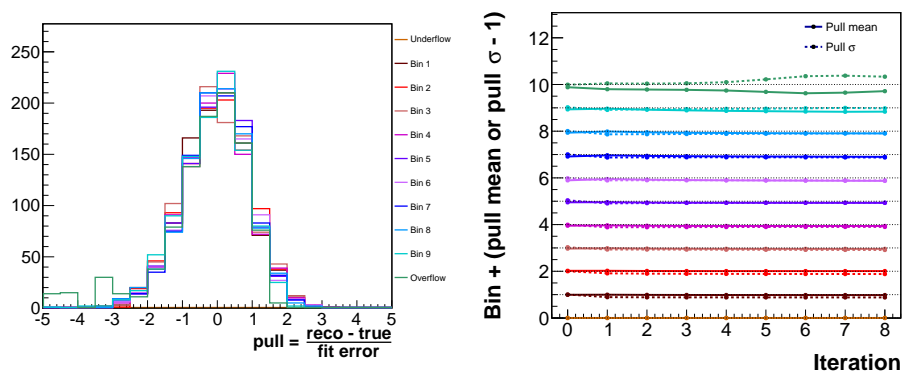 250
200
150
100
50
0
-5 -4 -3 -2 -1 0 1 2 3 4 5
pull = reco - true
fit error
Underflow
Bin 1
Bin 2
Bin 3
Bin 4
Bin 5
Bin 6
Bin 7
Bin 8
Bin 9
Overflow
Bin + (pull mean or pull σ - 1)
12
10
8
6
4
2
0
0 1 2 3 4 5 6 7 8
Iteration
Pull mean
Pull σ